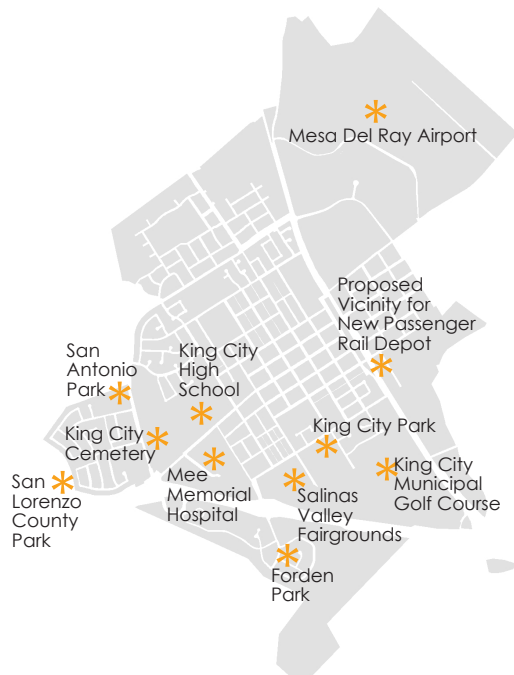 Mesa Del Ray Airport
Proposed
Vicinity for
New Passenger
Rail Depot
San
Antonio
Park
King City
High
School
King City Park
King City
Cemetery
Mee
Memorial
Hospital
King City
Municipal
Golf Course
San
Lorenzo
County
Park
Salinas
Valley
Fairgrounds
Forden
Park